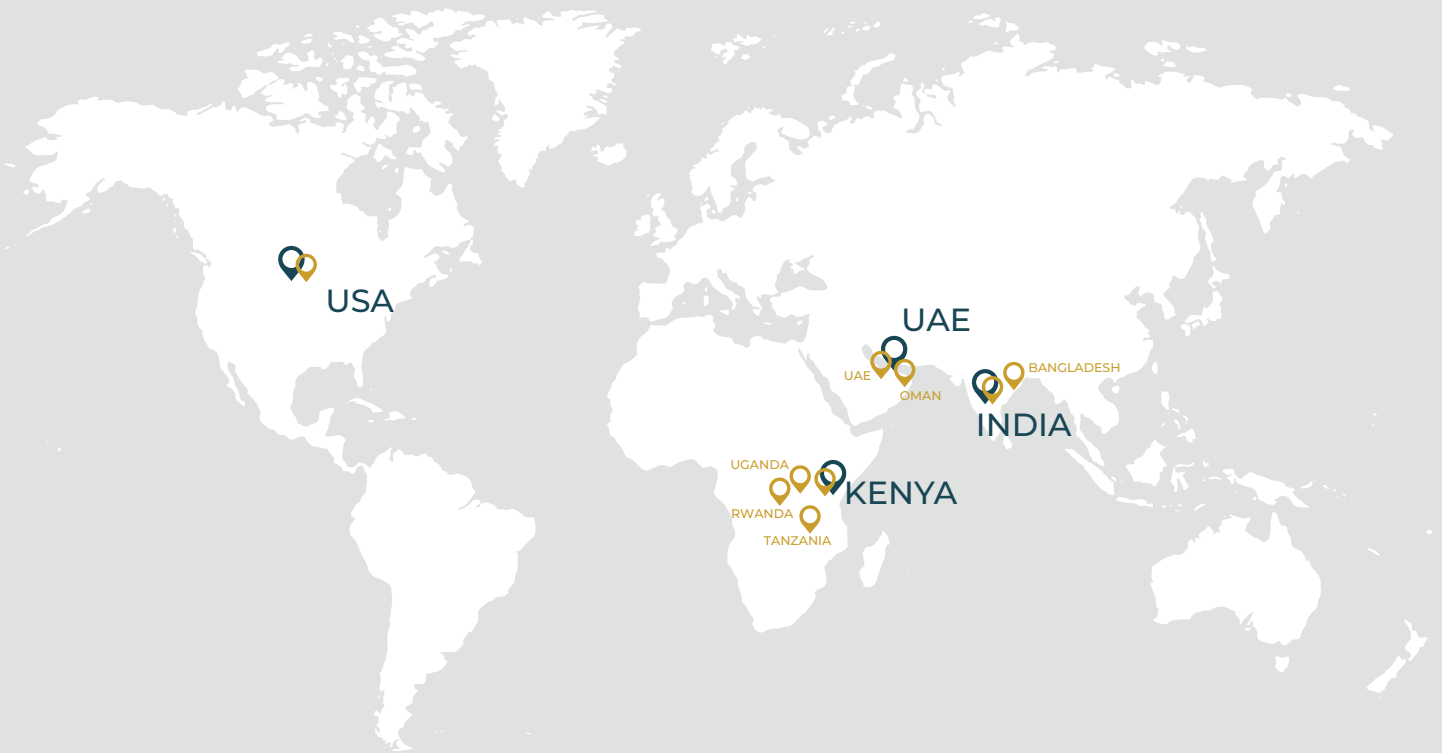 USA
UAE
UAE
OMAN
BANGLADESH
INDIA
UGANDA
KENYA
RWANDA
TANZANIA